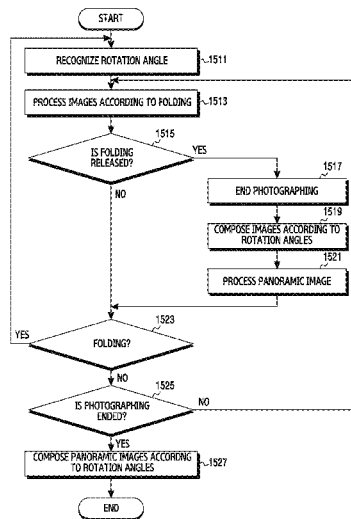 START
RECOGNIZE ROTATION ANGLE
1511
PROCESS IMAGES ACCORDING TO FOLDING
1513
1515
IS FOLDING
RELEASED?
YES
NO
1517
END PHOTOGRAPHING
1519
COMPOSE IMAGES ACCORDING TO
ROTATION ANGLES
1521
PROCESS PANORAMIC IMAGE
1523
YES
FOLDING?
NO
1525
IS PHOTOGRAPHING
ENDED?
NO
YES
COMPOSE PANORAMIC IMAGES ACCORDING
TO ROTATION ANGLES
1527
END